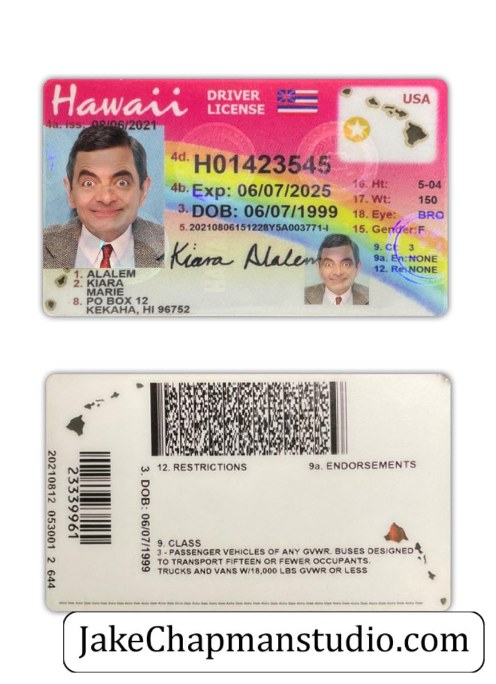 Hawaii DRIVER LICENSE USA
4a. Iss: 08/06/2021
4d. H01423545
4b. Exp: 06/07/2025
3. DOB: 06/07/1999
5. 20210806151228Y5A003771-I
16. Ht: 5-04
17. Wt: 150
18. Eye: BRO
15. Gender: F
9. Cl: 3
9a. En: NONE
12. Re: NONE
Kiara Alalem
1. ALALEM
2. KIARA
MARIE
8. PO BOX 12
KEKAHA, HI 96752
20210812 053001 2 644
23339961
3. DOB: 06/07/1999
12. RESTRICTIONS 9a. ENDORSEMENTS
9. CLASS
3 - PASSENGER VEHICLES OF ANY GVWR. BUSES DESIGNED
TO TRANSPORT FIFTEEN OR FEWER OCCUPANTS.
TRUCKS AND VANS W/18,000 LBS GVWR OR LESS
JakeChapmanstudio.com